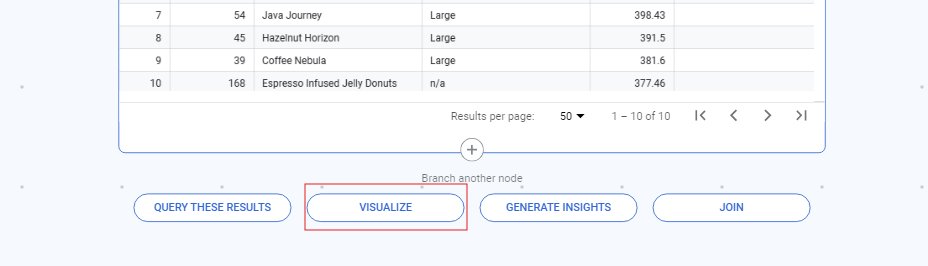 7 54 Java Journey Large 398.43
8 45 Hazelnut Horizon Large 391.5
9 39 Coffee Nebula Large 381.6
10 168 Espresso Infused Jelly Donuts n/a 377.46
Results per page: 50 1 – 10 of 10
Branch another node
QUERY THESE RESULTS VISUALIZE GENERATE INSIGHTS JOIN